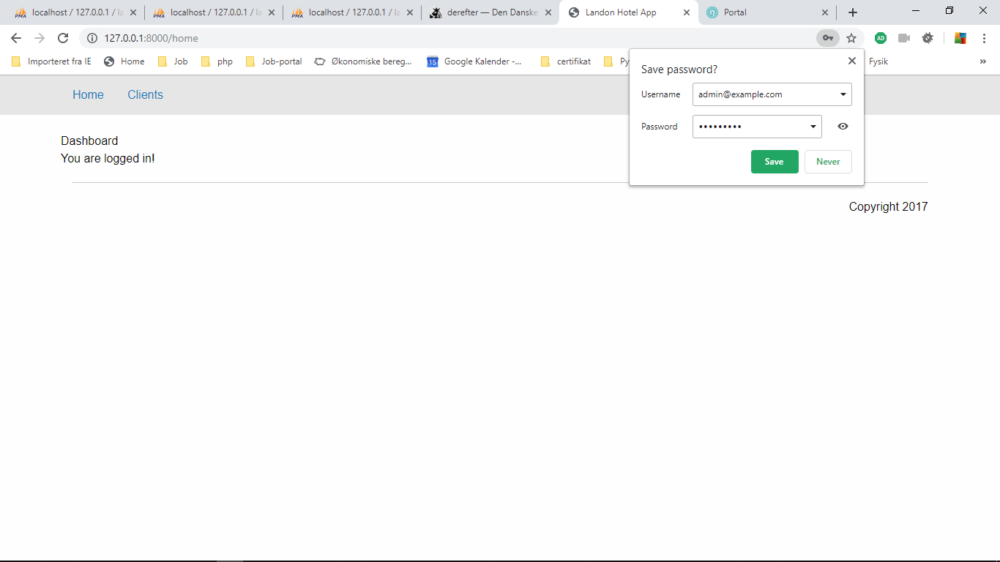 localhost / 127.0.0.1 / la
localhost / 127.0.0.1 / la
localhost / 127.0.0.1 / la
derefter — Den Danske
Landon Hotel App
Portal
127.0.0.1:8000/home
AD
Importeret fra IE
Home
Job
php
Job-portal
Økonomiske bereg...
15
Google Kalender -...
certifikat
Py
Fysik
»
Home
Clients
Save password?
Username
admin@example.com
Password
•••••••••
Save
Never
Dashboard
You are logged in!
Copyright 2017